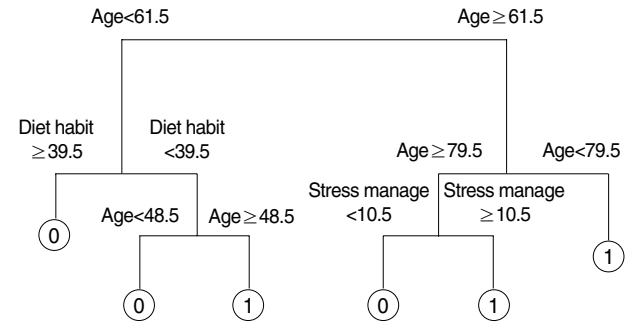 Age<61.5 Age≥61.5
Diet habit Diet habit
≥39.5 <39.5 Age≥79.5 Age<79.5
Stress manage Stress manage
Age<48.5 Age≥48.5 <10.5 ≥10.5
0
1
0 1 0 1